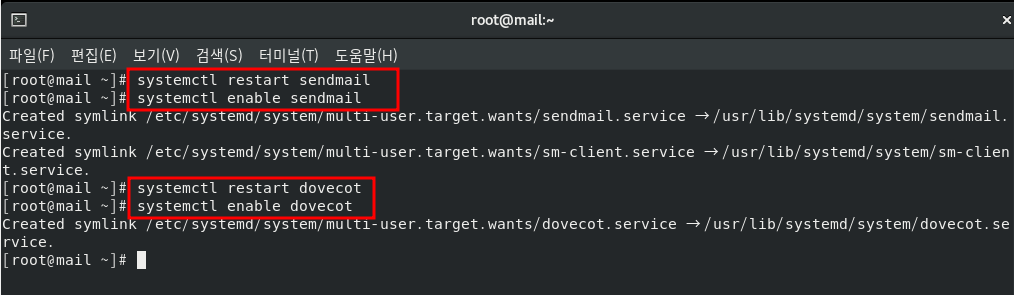 root@mail:~
파일(F) 편집(E) 보기(V) 검색(S) 터미널(T) 도움말(H)
[root@mail ~]# systemctl restart sendmail
[root@mail ~]# systemctl enable sendmail
Created symlink /etc/systemd/system/multi-user.target.wants/sendmail.service → /usr/lib/systemd/system/sendmail.
service.
Created symlink /etc/systemd/system/multi-user.target.wants/sm-client.service → /usr/lib/systemd/system/sm-clien
t.service.
[root@mail ~]# systemctl restart dovecot
[root@mail ~]# systemctl enable dovecot
Created symlink /etc/systemd/system/multi-user.target.wants/dovecot.service → /usr/lib/systemd/system/dovecot.se
rvice.
[root@mail ~]#